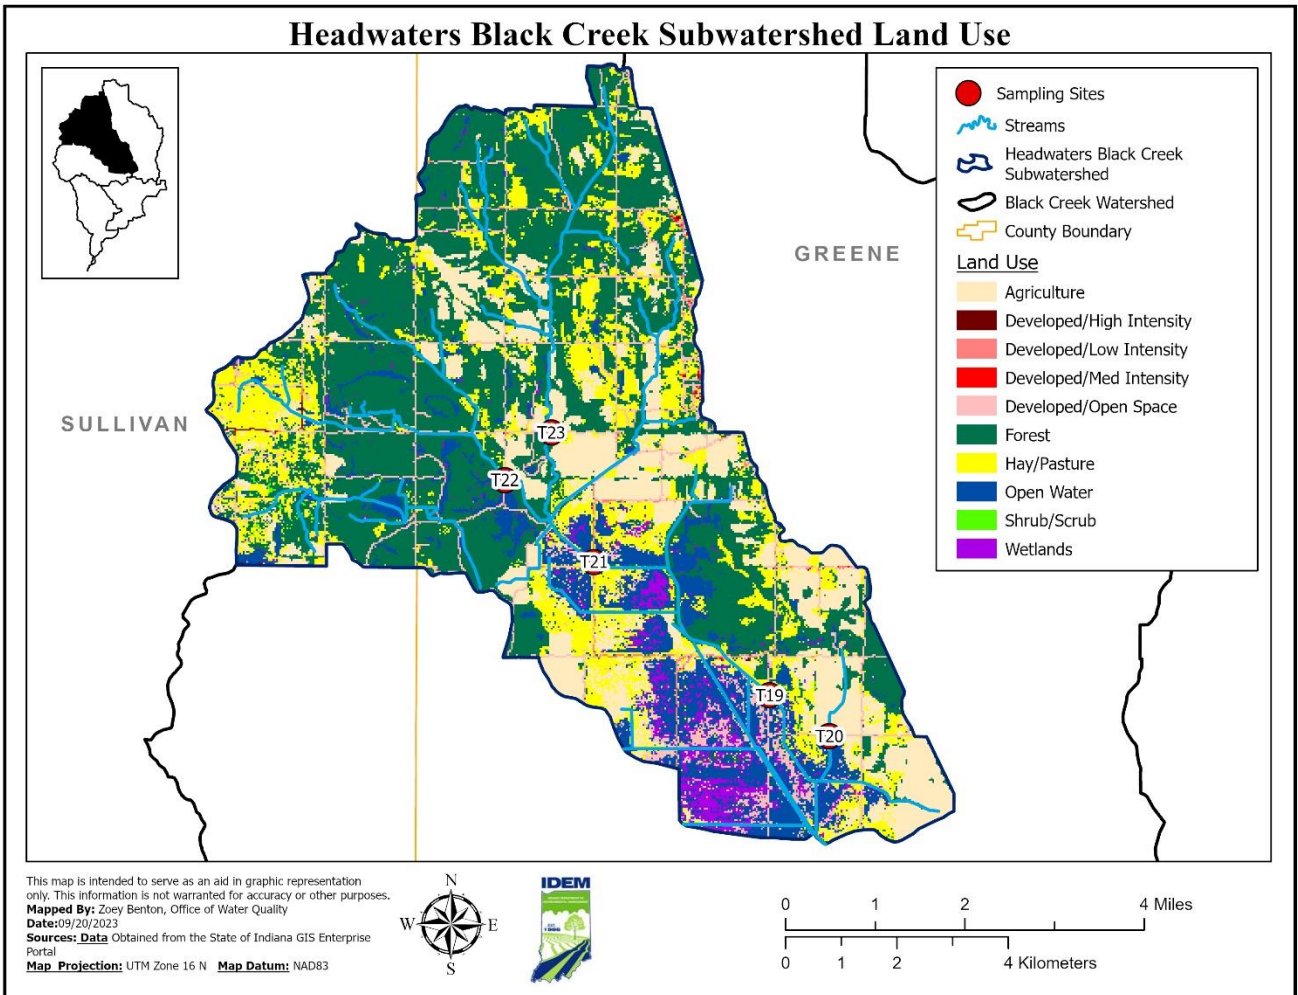 Headwaters Black Creek Subwatershed Land Use
Sampling Sites
Streams
Headwaters Black Creek
Subwatershed
Black Creek Watershed
County Boundary
Land Use
Agriculture
Developed/High Intensity
Developed/Low Intensity
Developed/Med Intensity
Developed/Open Space
Forest
Hay/Pasture
Open Water
Shrub/Scrub
Wetlands
GREENE
SULLIVAN
T23
T22
T21
T19
T20
This map is intended to serve as an aid in graphic representation
only. This information is not warranted for accuracy or other purposes.
Mapped By: Zoey Benton, Office of Water Quality
Date:09/20/2023
Sources: Data Obtained from the State of Indiana GIS Enterprise
Portal
Map Projection: UTM Zone 16 N Map Datum: NAD83
N
W E
S
IDEM
1986
0 1 2 4 Miles
0 1 2 4 Kilometers